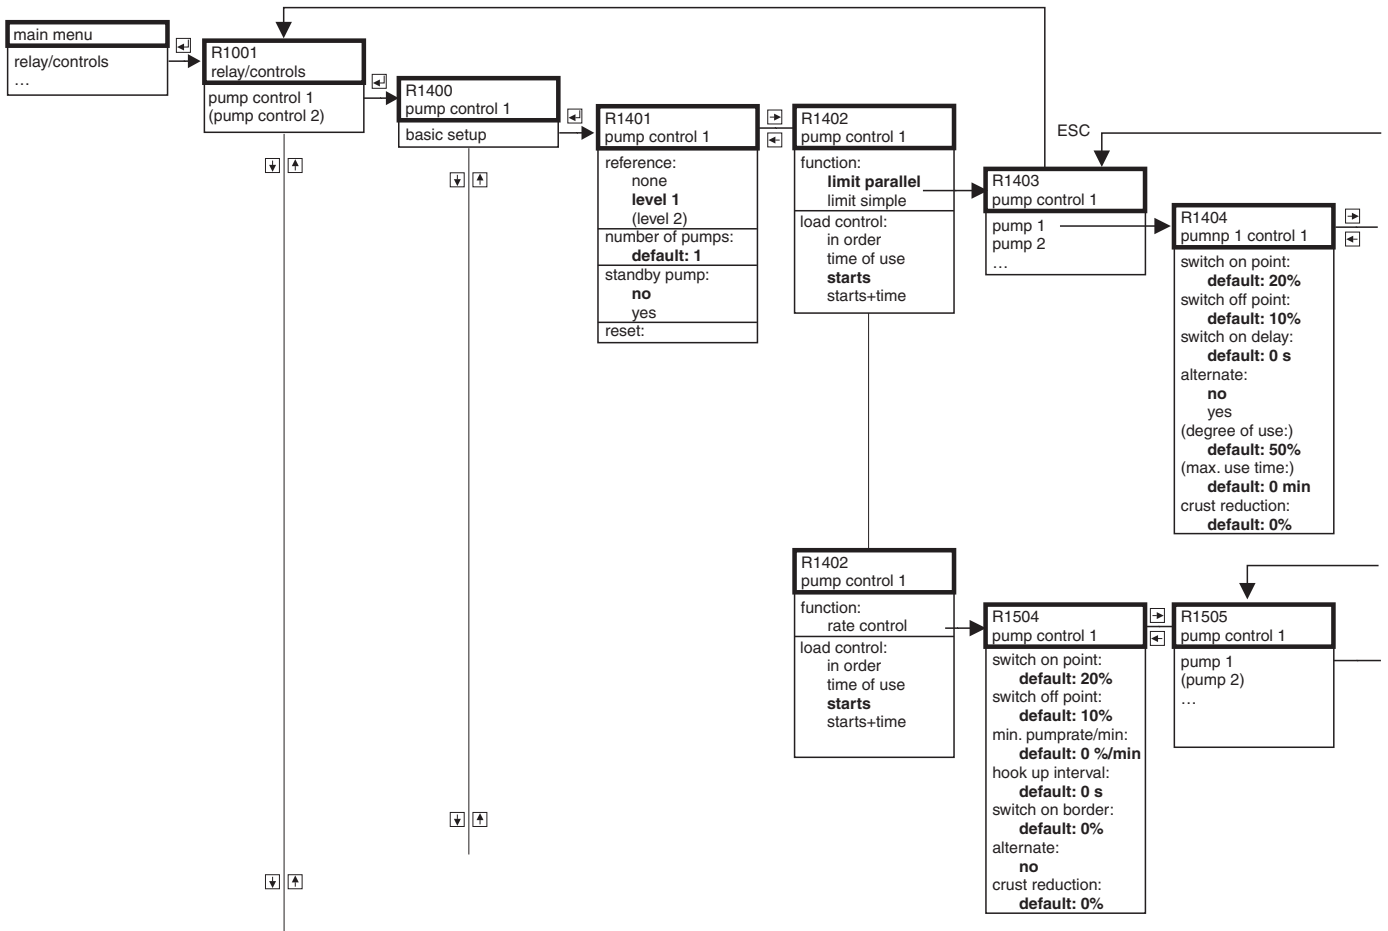 main menu
relay/controls
…
R1001
relay/controls
pump control 1
(pump control 2)
R1400
pump control 1
basic setup
R1401
pump control 1
reference:
none
level 1
(level 2)
number of pumps:
default: 1
standby pump:
no
yes
reset:
R1402
pump control 1
function:
limit parallel
limit simple
load control:
in order
time of use
starts
starts+time
ESC
R1403
pump control 1
pump 1
pump 2
…
R1404
pumnp 1 control 1
switch on point:
default: 20%
switch off point:
default: 10%
switch on delay:
default: 0 s
alternate:
no
yes
(degree of use:)
default: 50%
(max. use time:)
default: 0 min
crust reduction:
default: 0%
R1402
pump control 1
function:
rate control
load control:
in order
time of use
starts
starts+time
R1504
pump control 1
switch on point:
default: 20%
switch off point:
default: 10%
min. pumprate/min:
default: 0 %/min
hook up interval:
default: 0 s
switch on border:
default: 0%
alternate:
no
crust reduction:
default: 0%
R1505
pump control 1
pump 1
(pump 2)
…